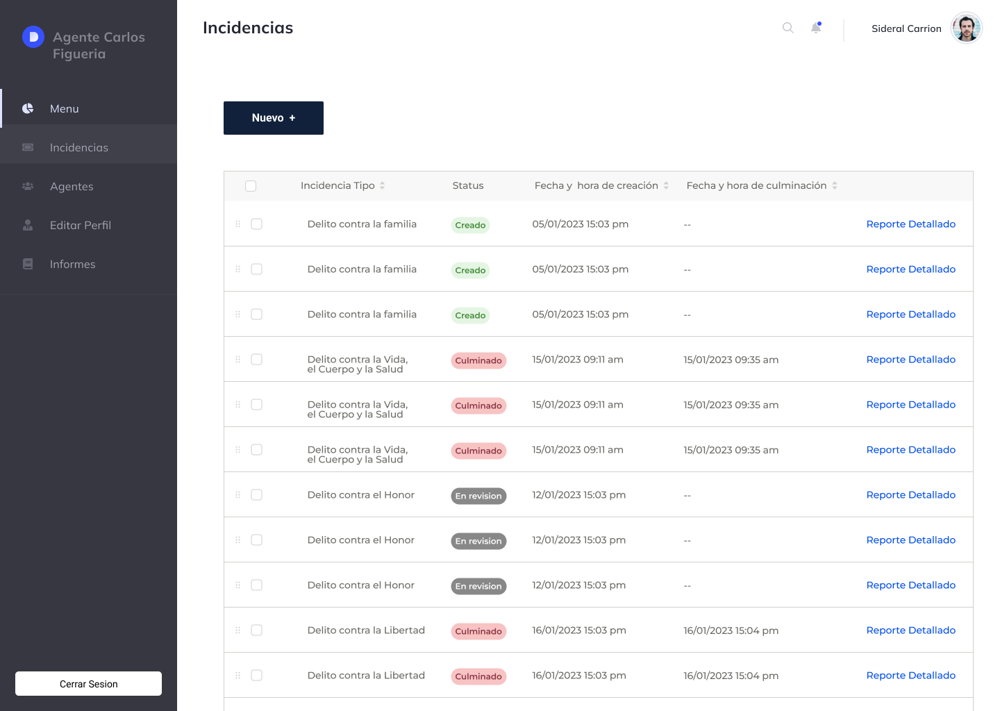 Agente Carlos
Figueria
Menu
Incidencias
Agentes
Editar Perfil
Informes
Cerrar Sesion
Incidencias
Sideral Carrion
Nuevo +
Incidencia Tipo Status Fecha y hora de creación Fecha y hora de culminación
Delito contra la familia Creado 05/01/2023 15:03 pm -- Reporte Detallado
Delito contra la familia Creado 05/01/2023 15:03 pm -- Reporte Detallado
Delito contra la familia Creado 05/01/2023 15:03 pm -- Reporte Detallado
Delito contra la Vida, Culminado 15/01/2023 09:11 am 15/01/2023 09:35 am Reporte Detallado
el Cuerpo y la Salud
Delito contra la Vida, Culminado 15/01/2023 09:11 am 15/01/2023 09:35 am Reporte Detallado
el Cuerpo y la Salud
Delito contra la Vida, Culminado 15/01/2023 09:11 am 15/01/2023 09:35 am Reporte Detallado
el Cuerpo y la Salud
Delito contra el Honor En revision 12/01/2023 15:03 pm -- Reporte Detallado
Delito contra el Honor En revision 12/01/2023 15:03 pm -- Reporte Detallado
Delito contra el Honor En revision 12/01/2023 15:03 pm -- Reporte Detallado
Delito contra la Libertad Culminado 16/01/2023 15:03 pm 16/01/2023 15:04 pm Reporte Detallado
Delito contra la Libertad Culminado 16/01/2023 15:03 pm 16/01/2023 15:04 pm Reporte Detallado